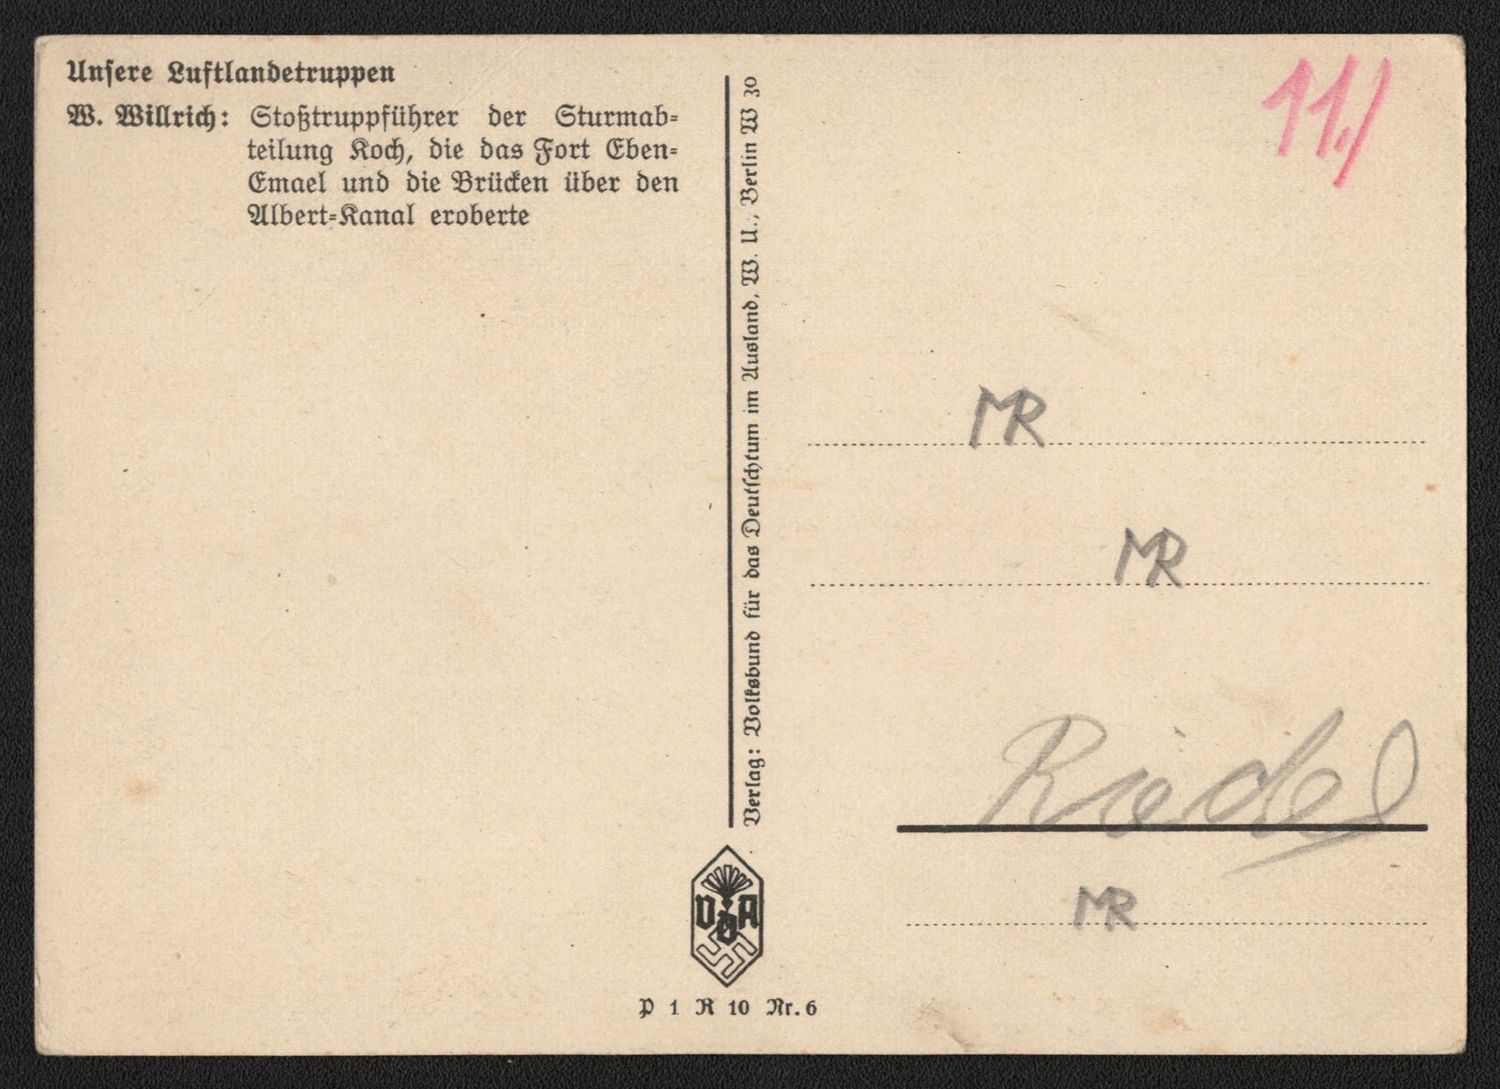 Unsere Luftlandetruppen
W. Willrich: Stoßtruppführer der Sturmab-
teilung Koch, die das Fort Eben-
Emael und die Brücken über den
Albert-Kanal eroberte
Verlag: Volksbund für das Deutschtum im Ausland, W. U., Berlin W 30
11./
MR
MR
Riedel
MR
VDA
P 1 R 10 Nr. 6